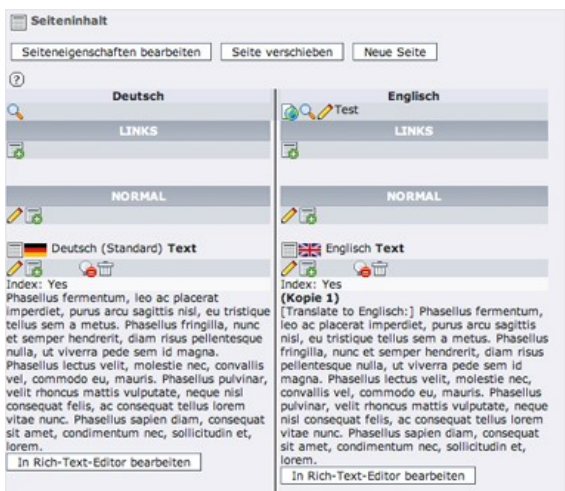 Seiteninhalt
Seiteneigenschaften bearbeiten
Seite verschieben
Neue Seite
?
Deutsch
LINKS
NORMAL
Deutsch (Standard) Text
Index: Yes
Phasellus fermentum, leo ac placerat
imperdiet, purus arcu sagittis nisl, eu tristique
tellus sem a metus. Phasellus fringilla, nunc
et semper hendrerit, diam risus pellentesque
nulla, ut viverra pede sem id magna.
Phasellus lectus velit, molestie nec, convallis
vel, commodo eu, mauris. Phasellus pulvinar,
velit rhoncus mattis vulputate, neque nisl
consequat felis, ac consequat tellus lorem
vitae nunc. Phasellus sapien diam, consequat
sit amet, condimentum nec, sollicitudin et,
lorem.
In Rich-Text-Editor bearbeiten
Englisch
Test
LINKS
NORMAL
Englisch Text
Index: Yes
(Kopie 1)
[Translate to Englisch:] Phasellus fermentum,
leo ac placerat imperdiet, purus arcu sagittis
nisl, eu tristique tellus sem a metus. Phasellus
fringilla, nunc et semper hendrerit, diam risus
pellentesque nulla, ut viverra pede sem id
magna. Phasellus lectus velit, molestie nec,
convallis vel, commodo eu, mauris. Phasellus
pulvinar, velit rhoncus mattis vulputate, neque
nisl consequat felis, ac consequat tellus lorem
vitae nunc. Phasellus sapien diam, consequat
sit amet, condimentum nec, sollicitudin et,
lorem.
In Rich-Text-Editor bearbeiten